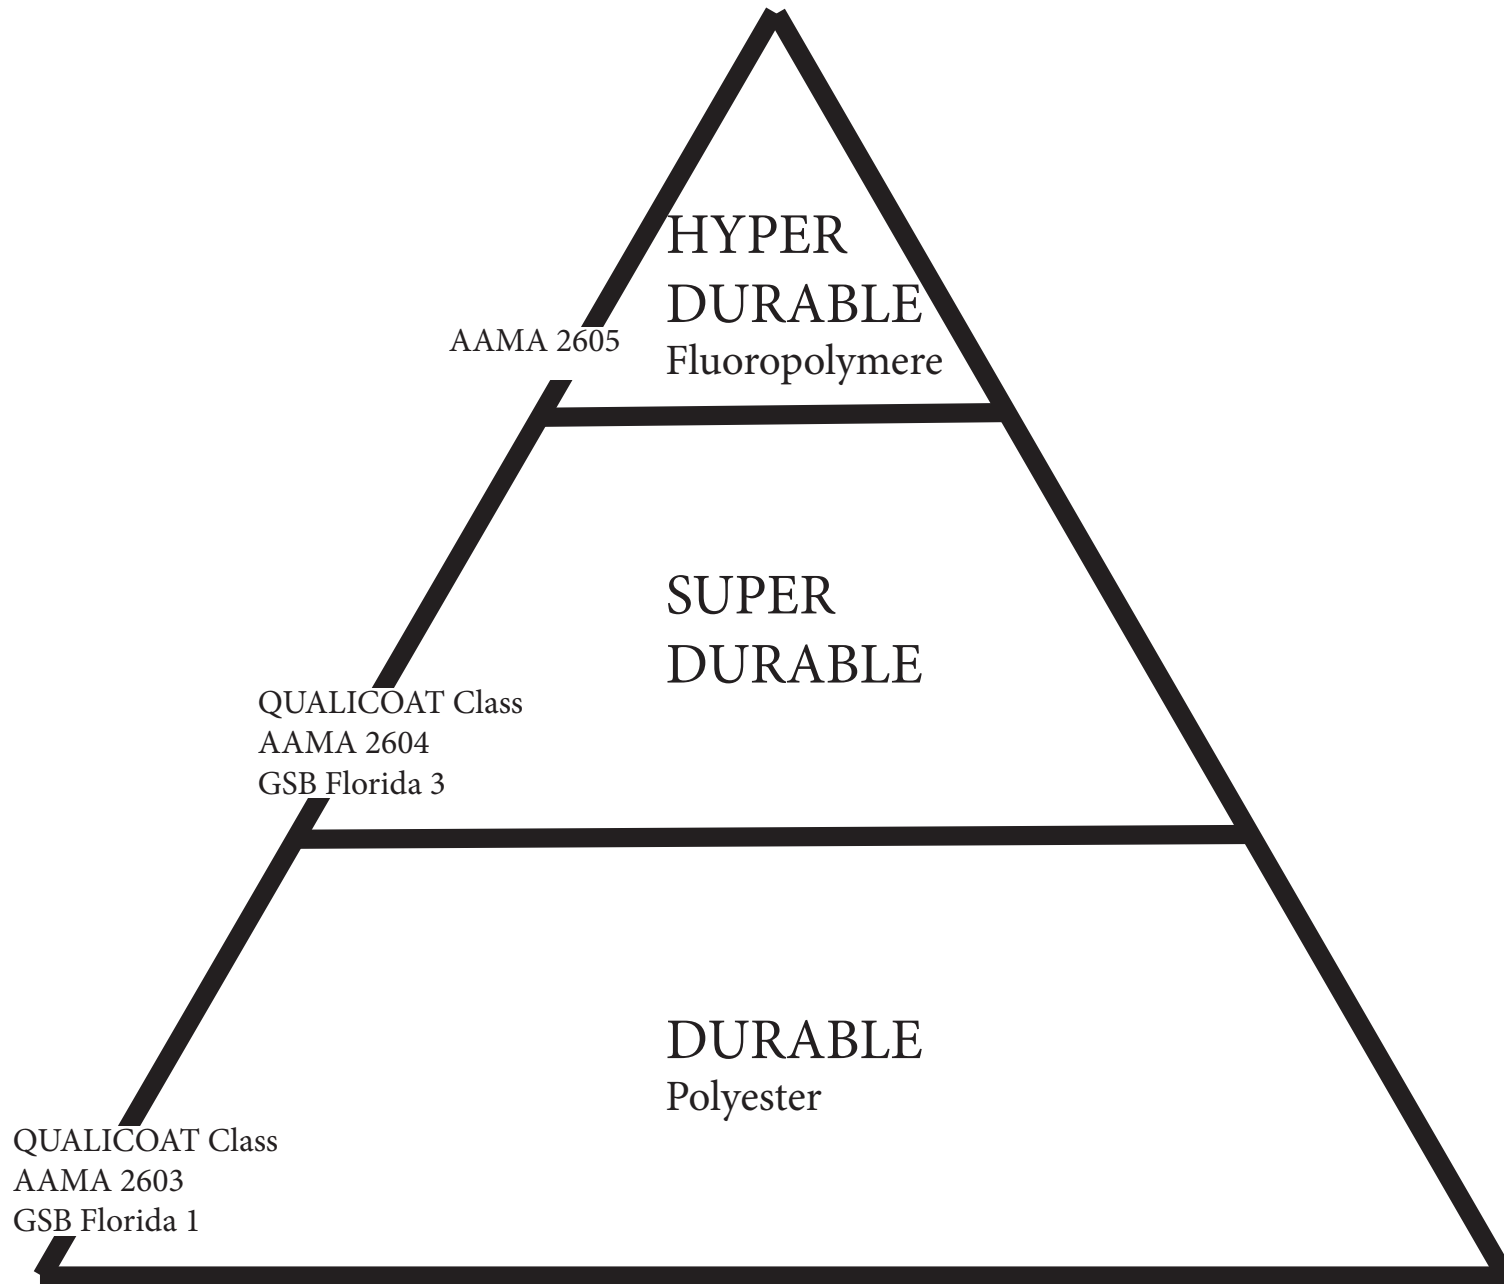 HYPER
DURABLE
Fluoropolymere
AAMA 2605
SUPER
DURABLE
QUALICOAT Class
AAMA 2604
GSB Florida 3
DURABLE
Polyester
QUALICOAT Class
AAMA 2603
GSB Florida 1